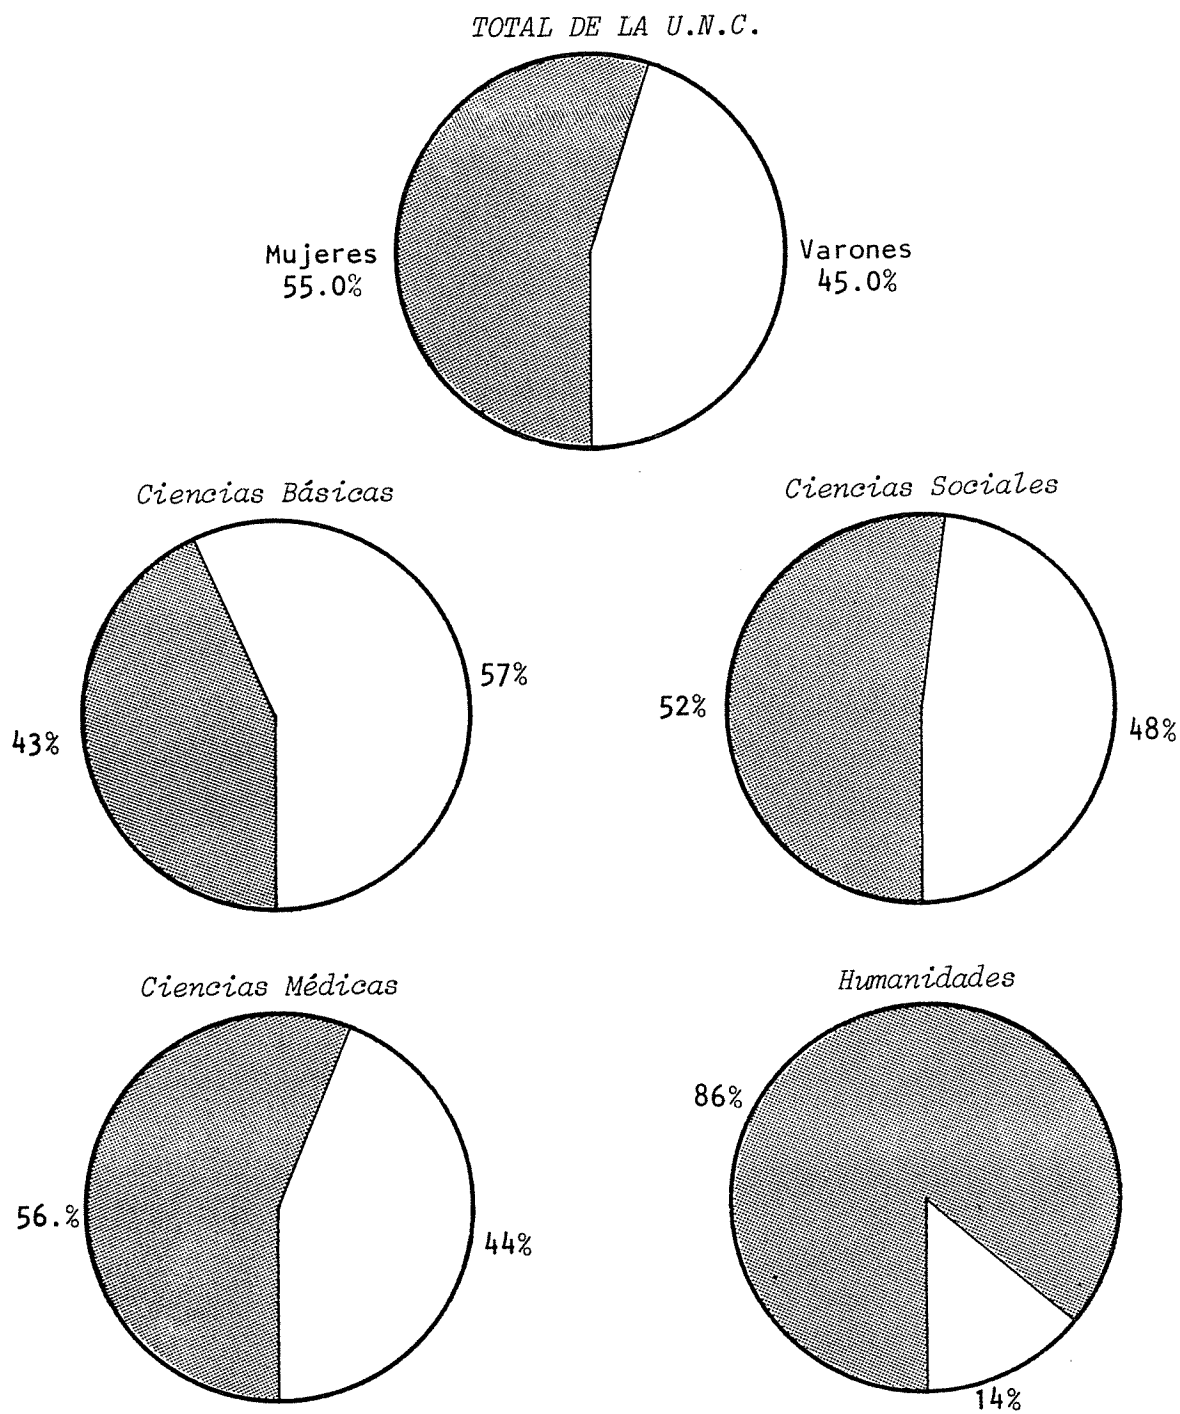 TOTAL DE LA U.N.C.
Mujeres
55.0%
Varones
45.0%
Ciencias Básicas
43%
57%
Ciencias Sociales
52%
48%
Ciencias Médicas
56.%
44%
Humanidades
86%
14%